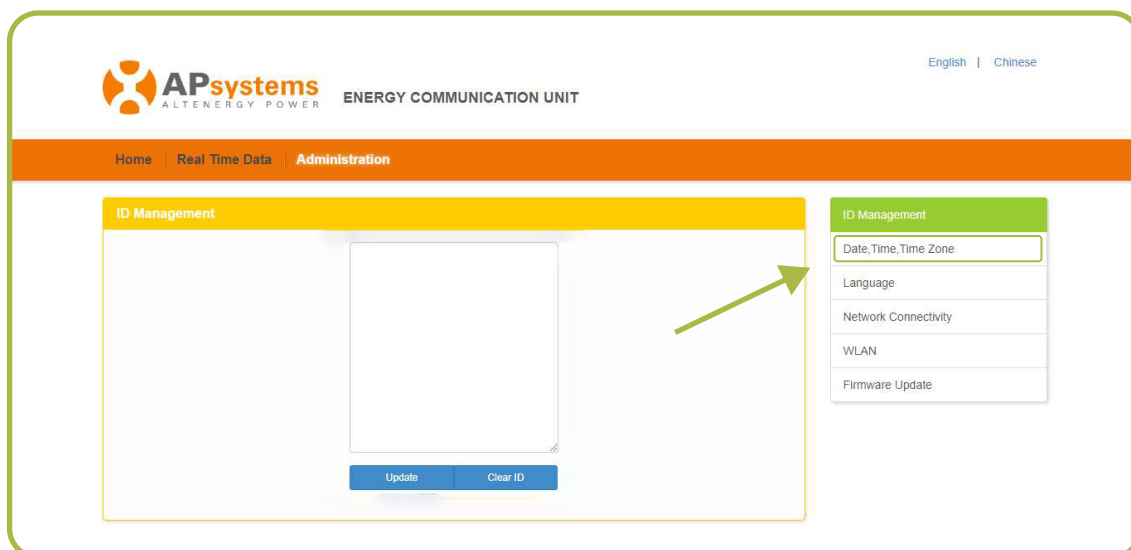 English | Chinese
APsystems
ALTENERGY POWER
ENERGY COMMUNICATION UNIT
Home
Real Time Data
Administration
ID Management
Update
Clear ID
ID Management
Date,Time,Time Zone
Language
Network Connectivity
WLAN
Firmware Update